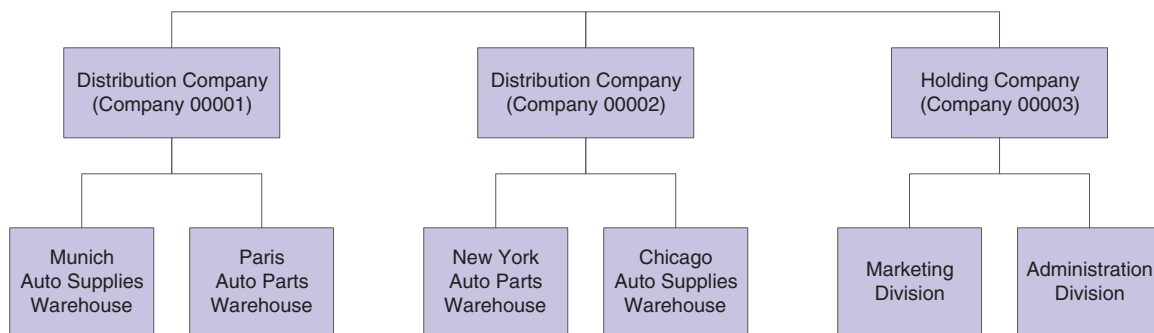 Distribution Company
(Company 00001)
Distribution Company
(Company 00002)
Holding Company
(Company 00003)
Munich
Auto Supplies
Warehouse
Paris
Auto Parts
Warehouse
New York
Auto Parts
Warehouse
Chicago
Auto Supplies
Warehouse
Marketing
Division
Administration
Division